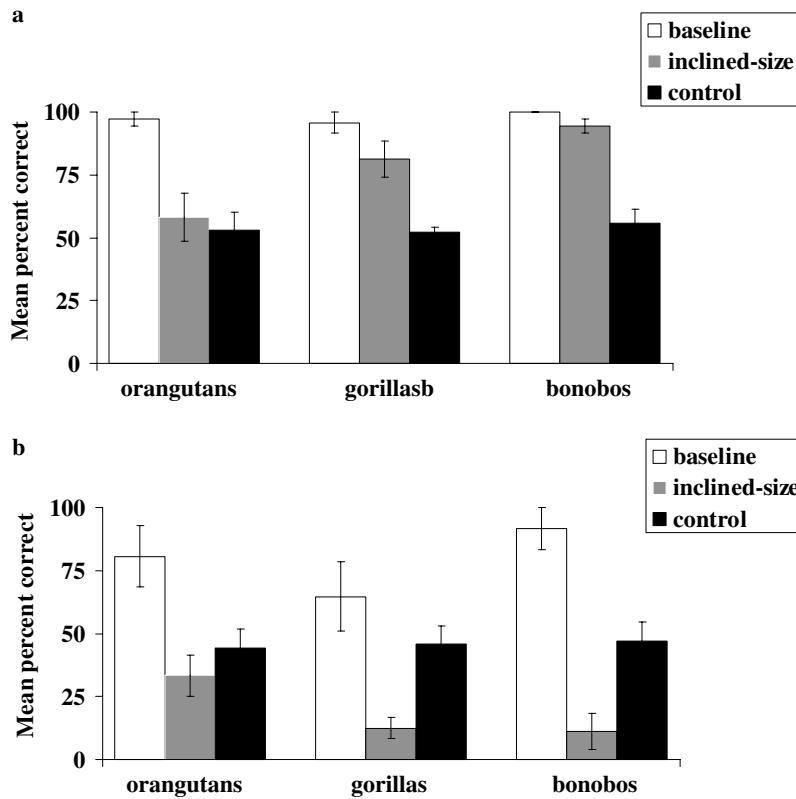 a
baseline
inclined-size
control
Mean percent correct
100
75
50
25
0
orangutans gorillasb bonobos
b
baseline
inclined-size
control
Mean percent correct
100
75
50
25
0
orangutans gorillas bonobos